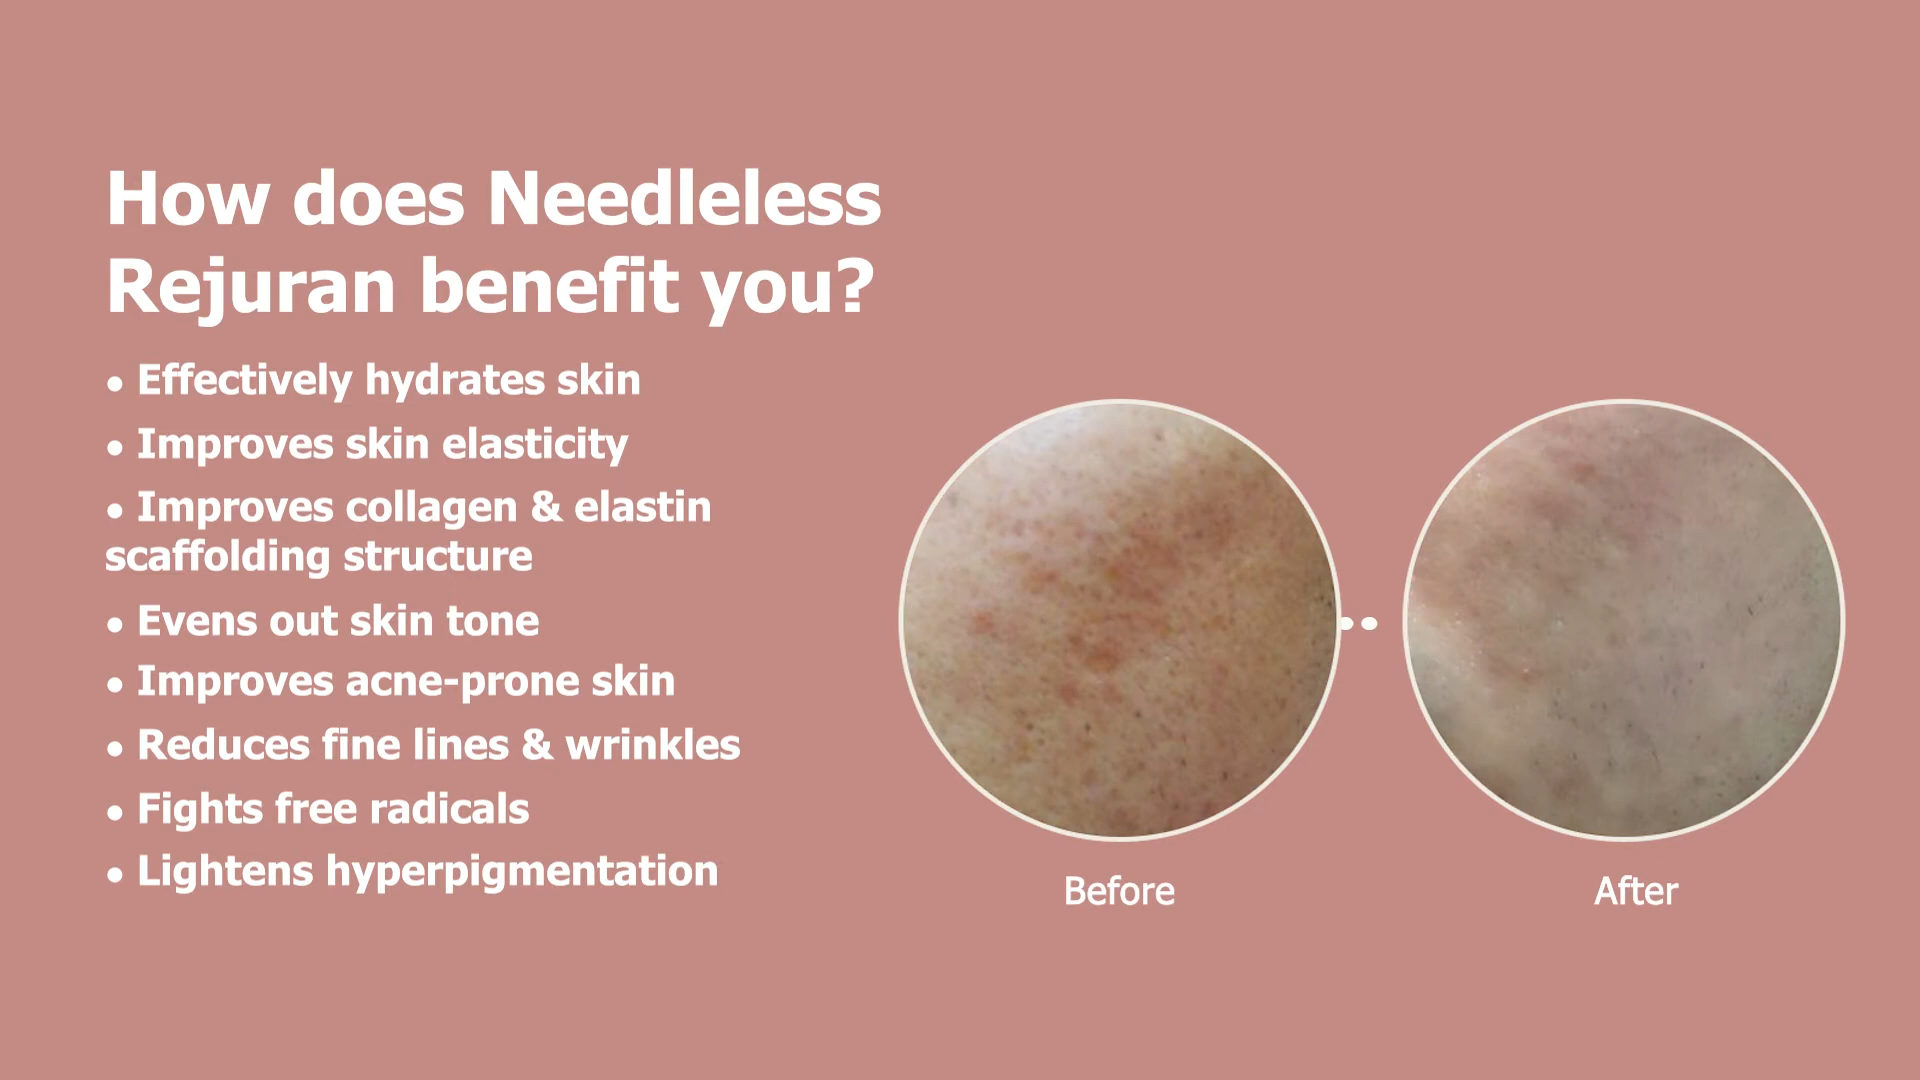 How does Needleless
Rejuran benefit you?
• Effectively hydrates skin
• Improves skin elasticity
• Improves collagen & elastin
scaffolding structure
• Evens out skin tone
• Improves acne-prone skin
• Reduces fine lines & wrinkles
• Fights free radicals
• Lightens hyperpigmentation
Before
After